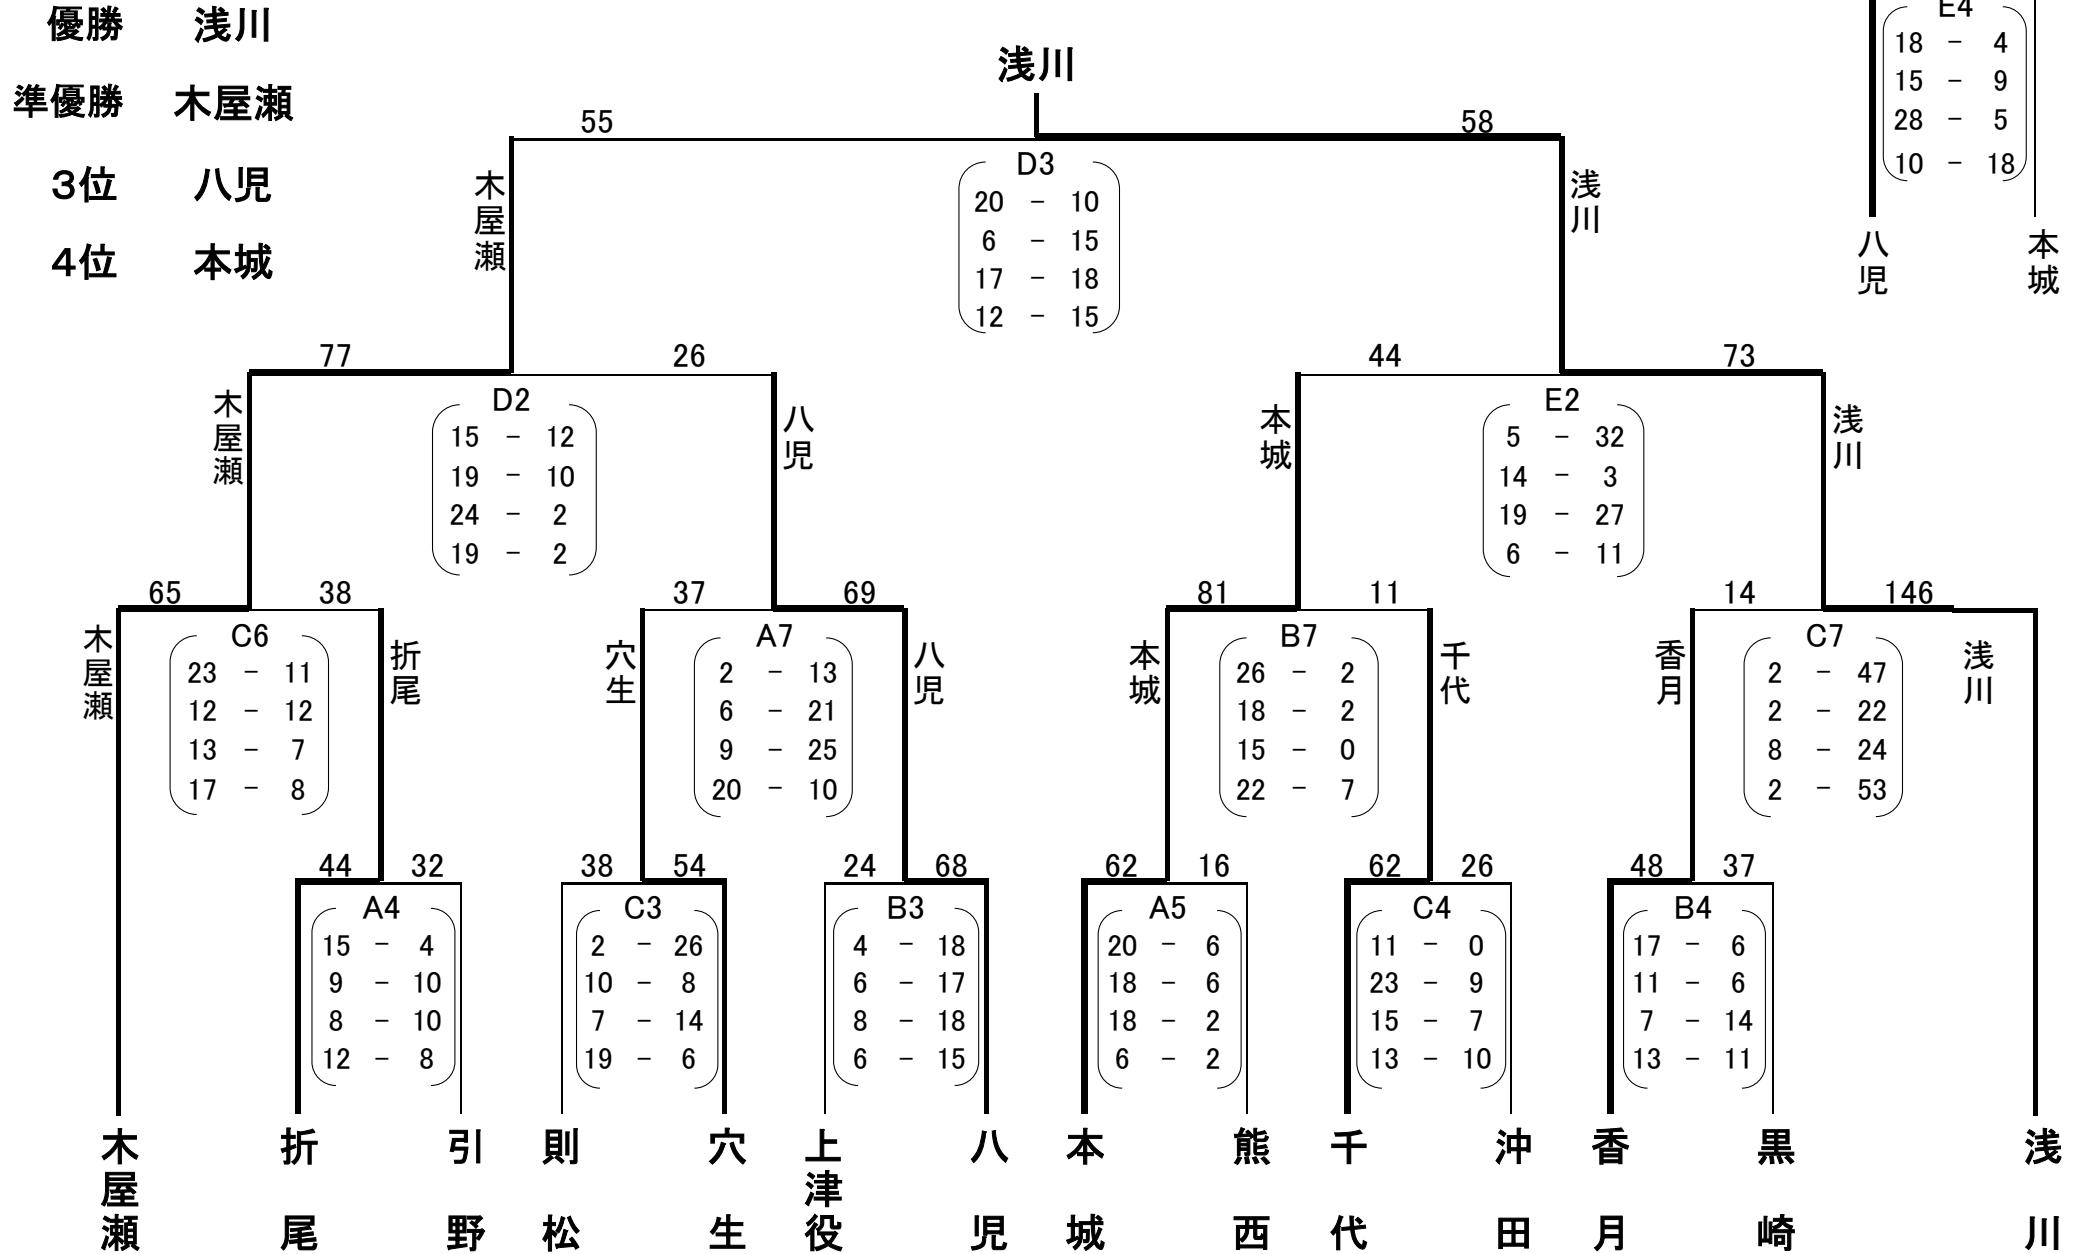 優勝 浅川
準優勝 木屋瀬
３位 八児
４位 本城
E4
18 - 4
15 - 9
28 - 5
10 - 18
八児 本城
浅川
55 58
木屋瀬 浅川
D3
20 - 10
6 - 15
17 - 18
12 - 15
77 26 44 73
木屋瀬 八児 本城 浅川
D2
15 - 12
19 - 10
24 - 2
19 - 2
E2
5 - 32
14 - 3
19 - 27
6 - 11
65 38 37 69 81 11 14 146
木屋瀬 折尾 穴生 八児 本城 千代 香月 浅川
C6
23 - 11
12 - 12
13 - 7
17 - 8
A7
2 - 13
6 - 21
9 - 25
20 - 10
B7
26 - 2
18 - 2
15 - 0
22 - 7
C7
2 - 47
2 - 22
8 - 24
2 - 53
44 32 38 54 24 68 62 16 62 26 48 37
A4
15 - 4
9 - 10
8 - 10
12 - 8
C3
2 - 26
10 - 8
7 - 14
19 - 6
B3
4 - 18
6 - 17
8 - 18
6 - 15
A5
20 - 6
18 - 6
18 - 2
6 - 2
C4
11 - 0
23 - 9
15 - 7
13 - 10
B4
17 - 6
11 - 6
7 - 14
13 - 11
木屋瀬 折尾 引野 則松 穴生 上津役 八児 本城 熊西 千代 沖田 香月 黒崎 浅川